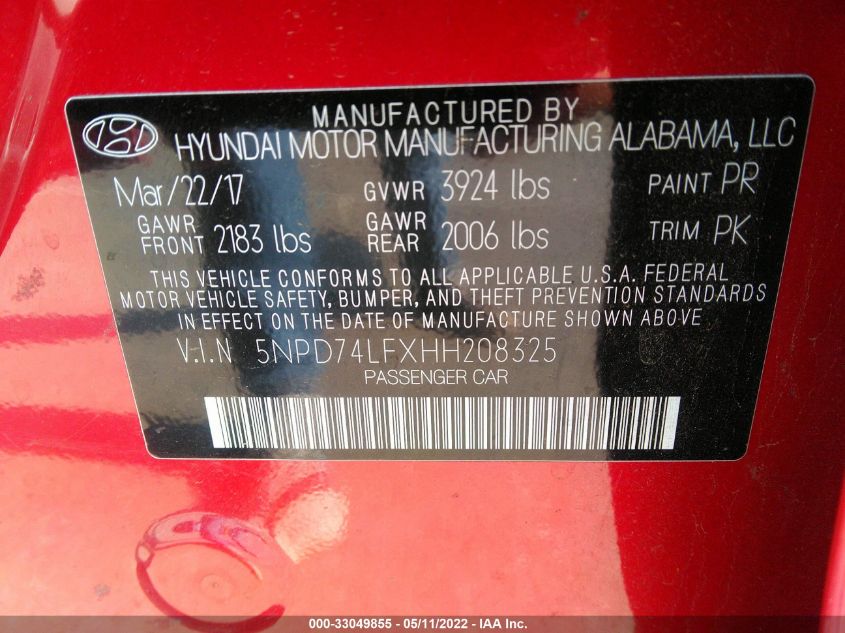 MANUFACTURED BY
HYUNDAI MOTOR MANUFACTURING ALABAMA, LLC
Mar/22/17 GVWR 3924 lbs PAINT PR
GAWR FRONT 2183 lbs GAWR REAR 2006 lbs TRIM PK
THIS VEHICLE CONFORMS TO ALL APPLICABLE U.S.A. FEDERAL
MOTOR VEHICLE SAFETY, BUMPER, AND THEFT PREVENTION STANDARDS
IN EFFECT ON THE DATE OF MANUFACTURE SHOWN ABOVE
V.I.N 5NPD74LFXHH208325
PASSENGER CAR
000-33049855 - 05/11/2022 - IAA Inc.